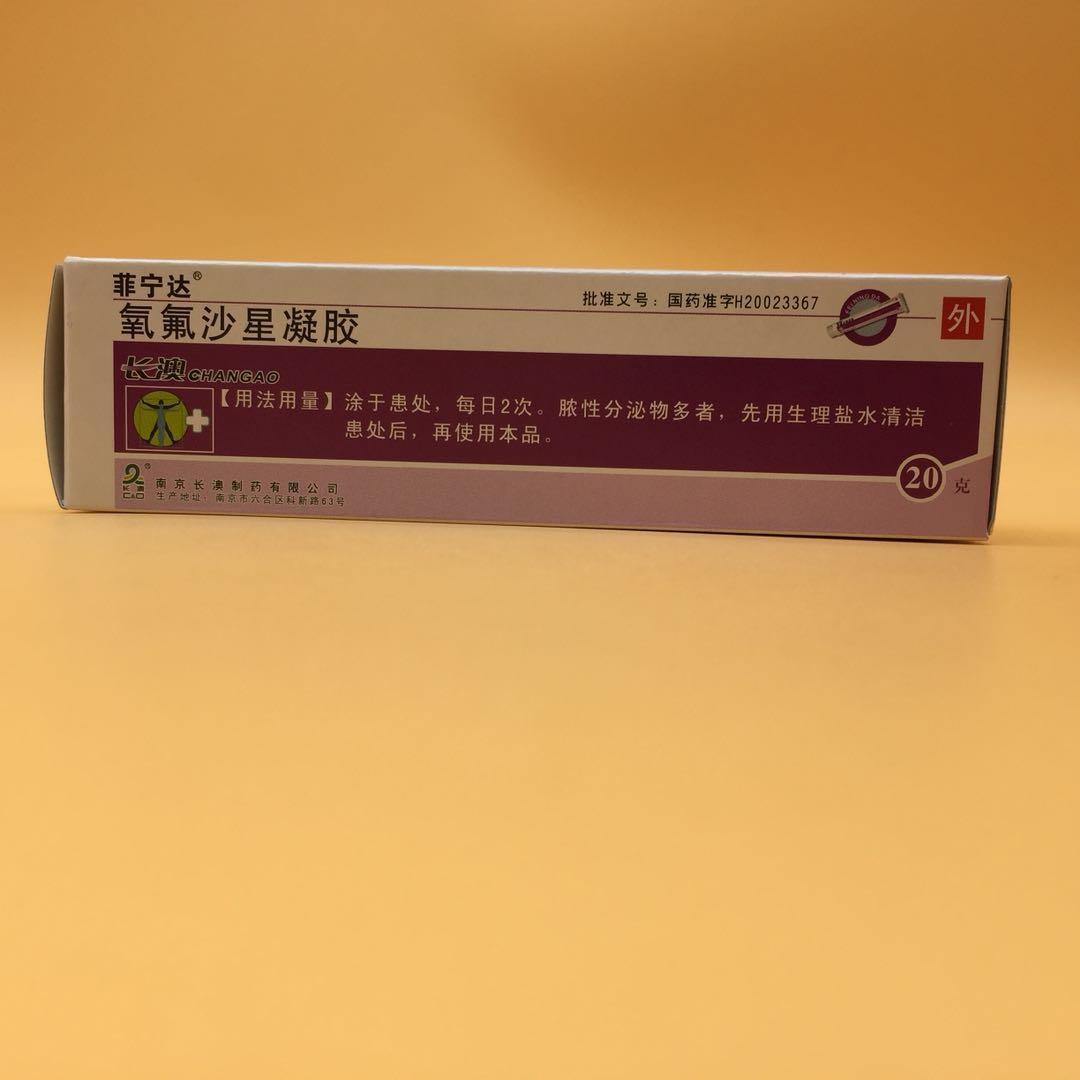 菲宁达®
氧氟沙星凝胶
批准文号：国药准字H20023367
FEI NING DA
外
长澳CHANGAO
【用法用量】涂于患处，每日2次。脓性分泌物多者，先用生理盐水清洁
患处后，再使用本品。
长澳®
C&O
南京长澳制药有限公司
生产地址：南京市六合区科新路63号
20克